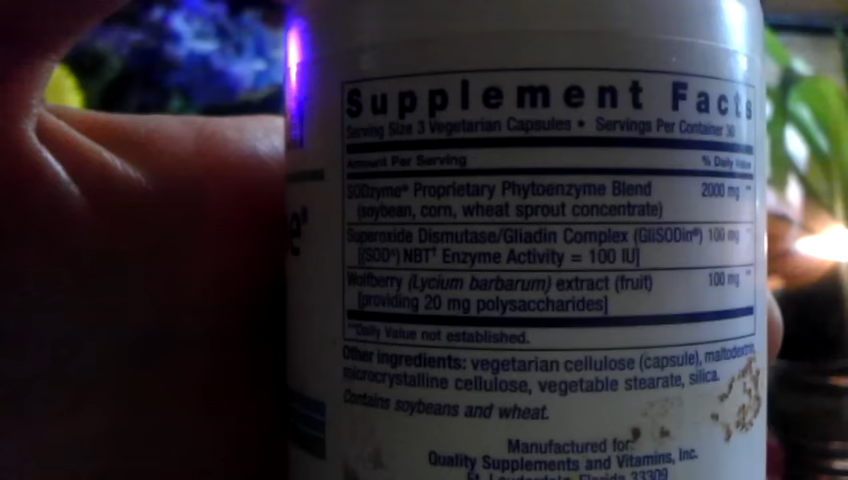 Supplement Facts
Serving Size 3 Vegetarian Capsules • Servings Per Container 30
Amount Per Serving % Daily Value
SODzyme® Proprietary Phytoenzyme Blend 2000 mg **
(soybean, corn, wheat sprout concentrate)
Superoxide Dismutase/Gliadin Complex (GliSODin®) 100 mg **
[(SOD*) NBT† Enzyme Activity = 100 IU]
Wolfberry (Lycium barbarum) extract (fruit) 100 mg **
[providing 20 mg polysaccharides]
**Daily Value not established.
Other ingredients: vegetarian cellulose (capsule), maltodextrin,
microcrystalline cellulose, vegetable stearate, silica.
Contains soybeans and wheat.
Manufactured for:
Quality Supplements and Vitamins, Inc.
Ft. Lauderdale, Florida 33309
e®